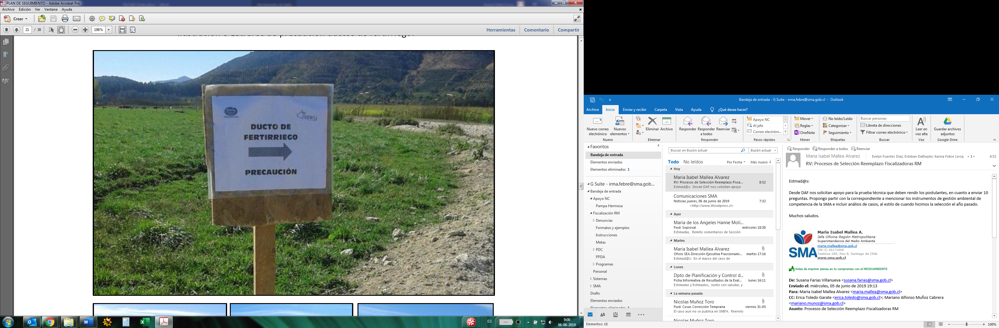 PLAN DE SEGUIMIENTO - Adobe Acrobat Pro
Archivo Edición Ver Ventana Ayuda
Crear
21 / 38
198%
Herramientas Comentario Compartir
DUCTO DE
FERTIRRIEGO
PRECAUCIÓN
ES
9:00
06-06-2019
Bandeja de entrada - G Suite - irma.febre@sma.gob.cl - Outlook
Archivo Inicio Enviar y recibir Carpeta Vista Ayuda ¿Qué desea hacer?
Nuevo correo electrónico
Nuevos elementos
Nuevo
Eliminar Archivo
Eliminar
Responder Responder a todos Reenviar
Responder
Apoyo NC
Al jefe
Correo electróni...
Pasos rápidos
Mover
Reglas
OneNote
Mover
No leído/Leído
Categorizar
Seguimiento
Etiquetas
Buscar personas
Libreta de direcciones
Filtrar correo electrónico
Buscar
Leer en voz alta
Voz
Guardar archivos adjuntos
Google Drive
Favoritos
Bandeja de entrada
Elementos enviados
Elementos eliminados 1
G Suite - irma.febre@sma.gob...
Bandeja de entrada
Apoyo NC
Pampa Hermosa
Fiscalización RM
Denuncias
Formatos y ejemplos
Instrucciones
Metas
PDC
PPDA
Programas
Personal
Sistemas
SMA
Drafts
Elementos enviados
Elementos eliminados 1
Elementos: 18
Buscar en Buzón actual Buzón actual
Todo No leídos Por Fecha Más nuevo
Hoy
Maria Isabel Mallea Alvarez
RV: Procesos de Selección Reemplazo Fisca... 8:52
Estmad@s: Desde DAF nos solicitan apoyo
Comunicaciones SMA
Noticias jueves, 06 de junio de 2019 7:32
<http://www.litoralpress.cl>
Ayer
Maria de los Angeles Hanne Moli...
Fwd: Soprocal miércoles 18:30
Estimadas, Remito comentarios de Sección
Martes
Maria Isabel Mallea Alvarez
Oficio SEA Dirección Ejecutiva Fraccionami... martes 17:16
Estimad@s: En el marco del caso de
Lunes
Dpto de Planificación y Control d...
Ficha Informativa de Resultados de la Eval... lunes 16:11
Estimadas y Estimados, Junto con saludar, y
La semana pasada
Nicolas Muñoz Toro
Fwd: Cosas Corrección Temprana viernes 31-05
El caso aun no se publica en SNIFA. Reenvío
Nicolas Muñoz Toro
Responder Responder a todos Reenviar
Maria Isabel Mallea Alvarez Evelyn Fuentes Diaz; Esteban Dattwyler; Karina Febre Lorca; + 1 8:52
RV: Procesos de Selección Reemplazo Fiscalizadoras RM
Estmad@s:
Desde DAF nos solicitan apoyo para la prueba técnica que deben rendir los postulantes, en cuanto a enviar 10
preguntas. Propongo partir con la correspondiente a mencionar los instrumentos de gestión ambiental de
competencia de la SMA e incluir análisis de casos, al estilo de cuando hicimos la selección el año pasado.
Muchos saludos.
SMA
Maria Isabel Mallea A.
Jefa Oficina Región Metropolitana
Superintendencia del Medio Ambiente
maria.mallea@sma.gob.cl
(56-2) 26171868
Teatinos 280, Piso 8, Santiago de Chile
www.sma.gob.cl
Antes de imprimir piensa en tu compromiso con el MEDIOAMBIENTE
De: Susana Farias Villanueva <susana.farias@sma.gob.cl>
Enviado el: miércoles, 05 de junio de 2019 19:13
Para: Maria Isabel Mallea Alvarez <maria.mallea@sma.gob.cl>
CC: Erica Toledo Garate <erica.toledo@sma.gob.cl>; Mariano Alfonso Muñoz Cabrera
<mariano.munoz@sma.gob.cl>
Asunto: Procesos de Selección Reemplazo Fiscalizadoras RM
100%